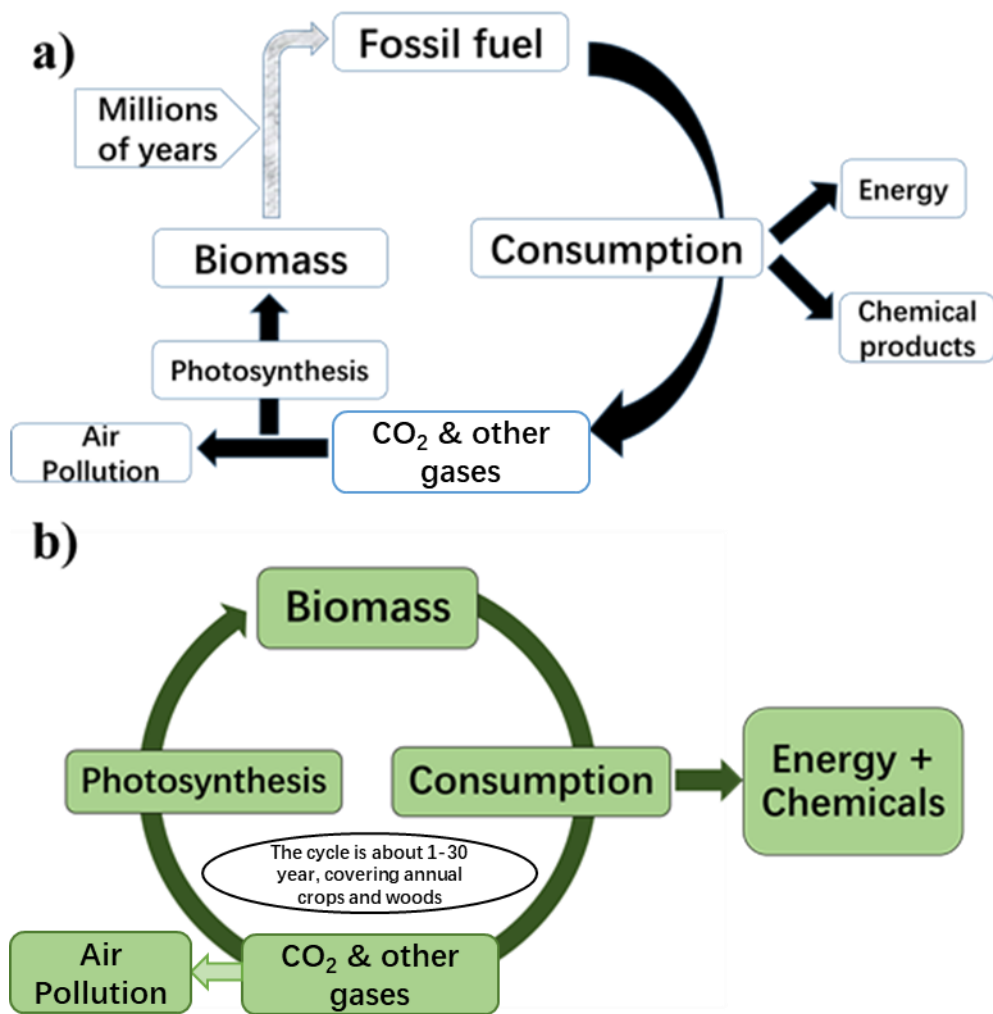 a)
Fossil fuel
Millions
of years
Energy
Consumption
Biomass
Chemical
products
Photosynthesis
CO₂ & other
gases
Air
Pollution
b)
Biomass
Photosynthesis
Consumption
Energy +
Chemicals
The cycle is about 1-30
year, covering annual
crops and woods
Air
Pollution
CO₂ & other
gases